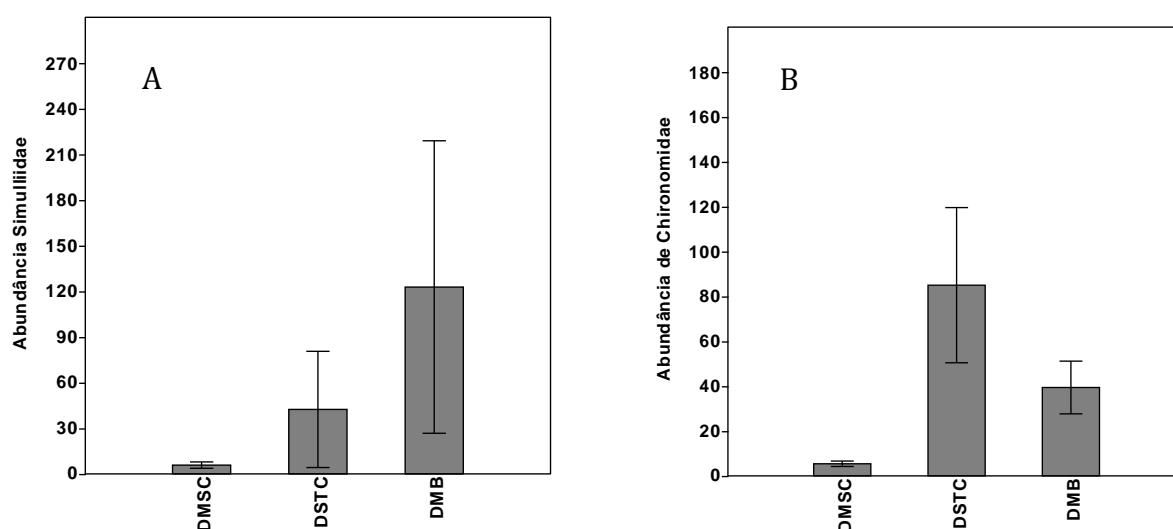 A
Abundância Simulliidae
270
240
210
180
150
120
90
60
30
0
DMSC
DSTC
DMB
B
Abundância de Chironomidae
180
160
140
120
100
80
60
40
20
0
DMSC
DSTC
DMB